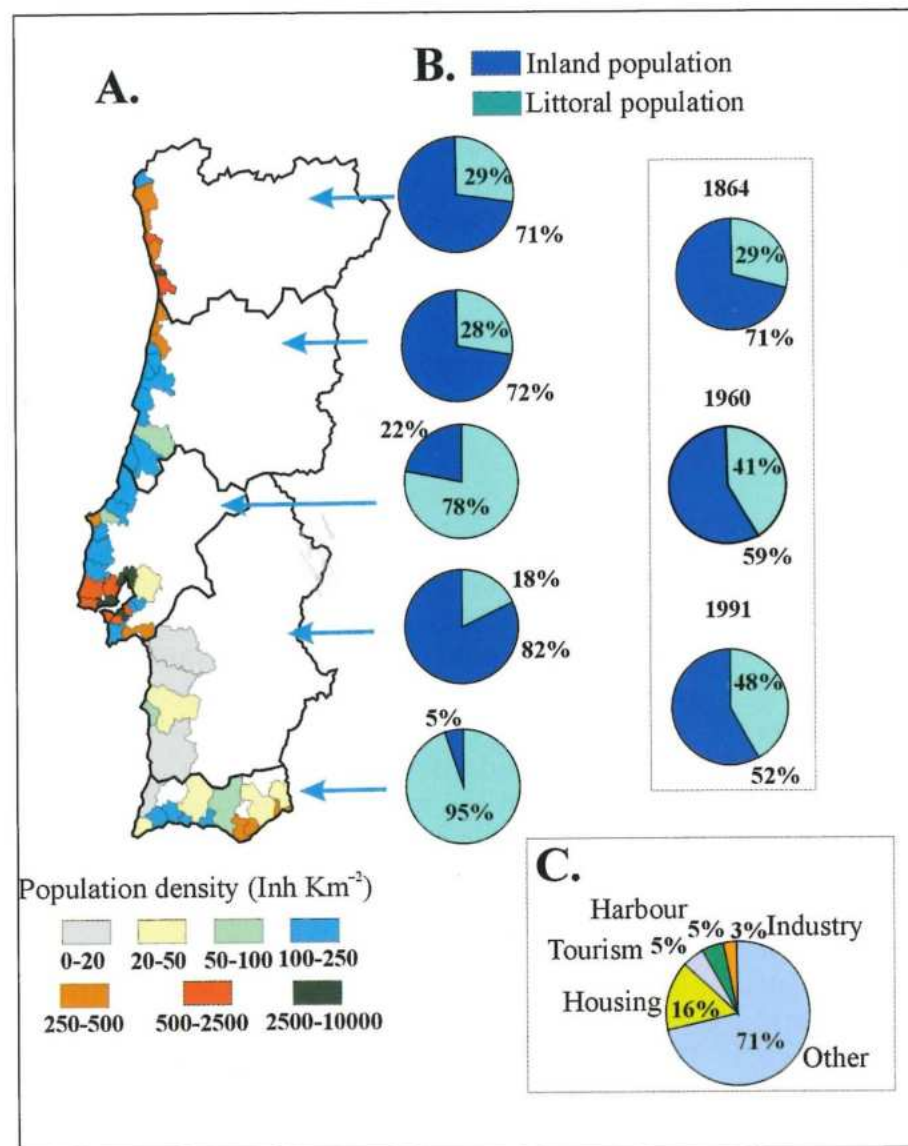 A.
B.
Inland population
Littoral population
29%
71%
28%
72%
22%
78%
18%
82%
5%
95%
1864
29%
71%
1960
41%
59%
1991
48%
52%
Population density (Inh Km⁻²)
0-20 20-50 50-100 100-250
250-500 500-2500 2500-10000
C.
Harbour
5% 3% Industry
Tourism 5%
Housing 16%
71%
Other